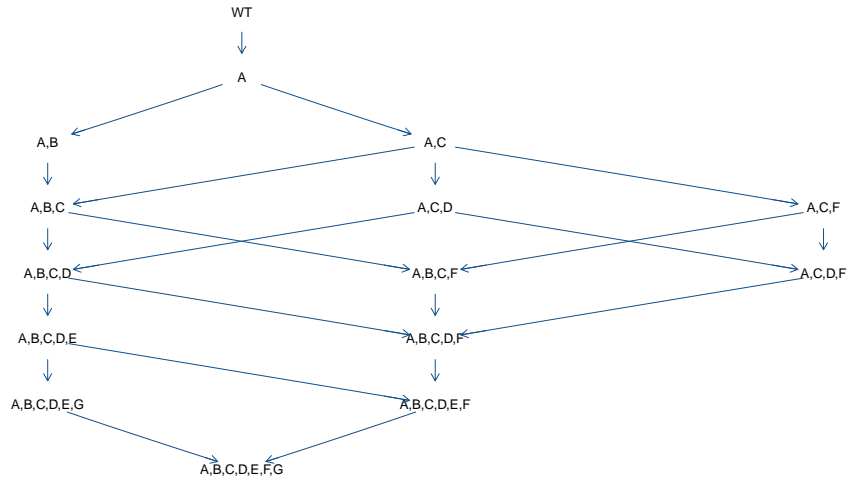 WT
A
A,B
A,C
A,B,C
A,C,D
A,C,F
A,B,C,D
A,B,C,F
A,C,D,F
A,B,C,D,E
A,B,C,D,F
A,B,C,D,E,G
A,B,C,D,E,F
A,B,C,D,E,F,G